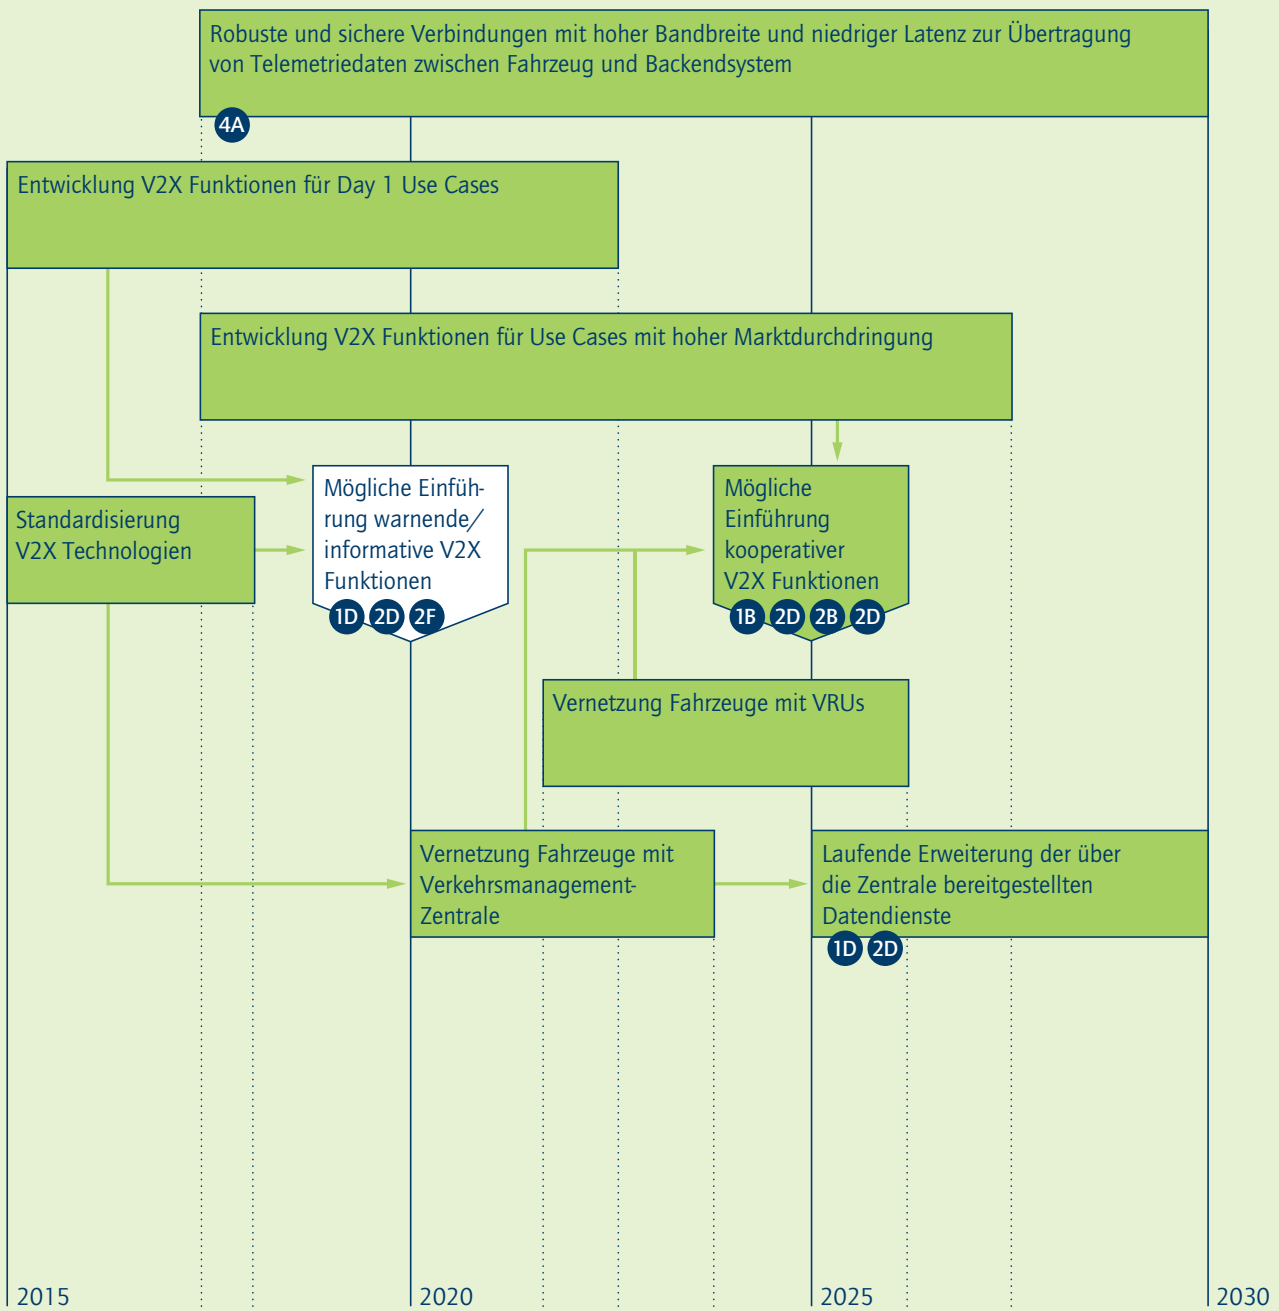 Robuste und sichere Verbindungen mit hoher Bandbreite und niedriger Latenz zur Übertragung
von Telemetriedaten zwischen Fahrzeug und Backendsystem
4A
Entwicklung V2X Funktionen für Day 1 Use Cases
Entwicklung V2X Funktionen für Use Cases mit hoher Marktdurchdringung
Mögliche Einfüh-
rung warnende/
informative V2X
Funktionen
1D 2D 2F
Mögliche
Einführung
kooperativer
V2X Funktionen
1B 2D 2B 2D
Standardisierung
V2X Technologien
Vernetzung Fahrzeuge mit VRUs
Vernetzung Fahrzeuge mit
Verkehrsmanagement-
Zentrale
Laufende Erweiterung der über
die Zentrale bereitgestellten
Datendienste
1D 2D
2015 2020 2025 2030